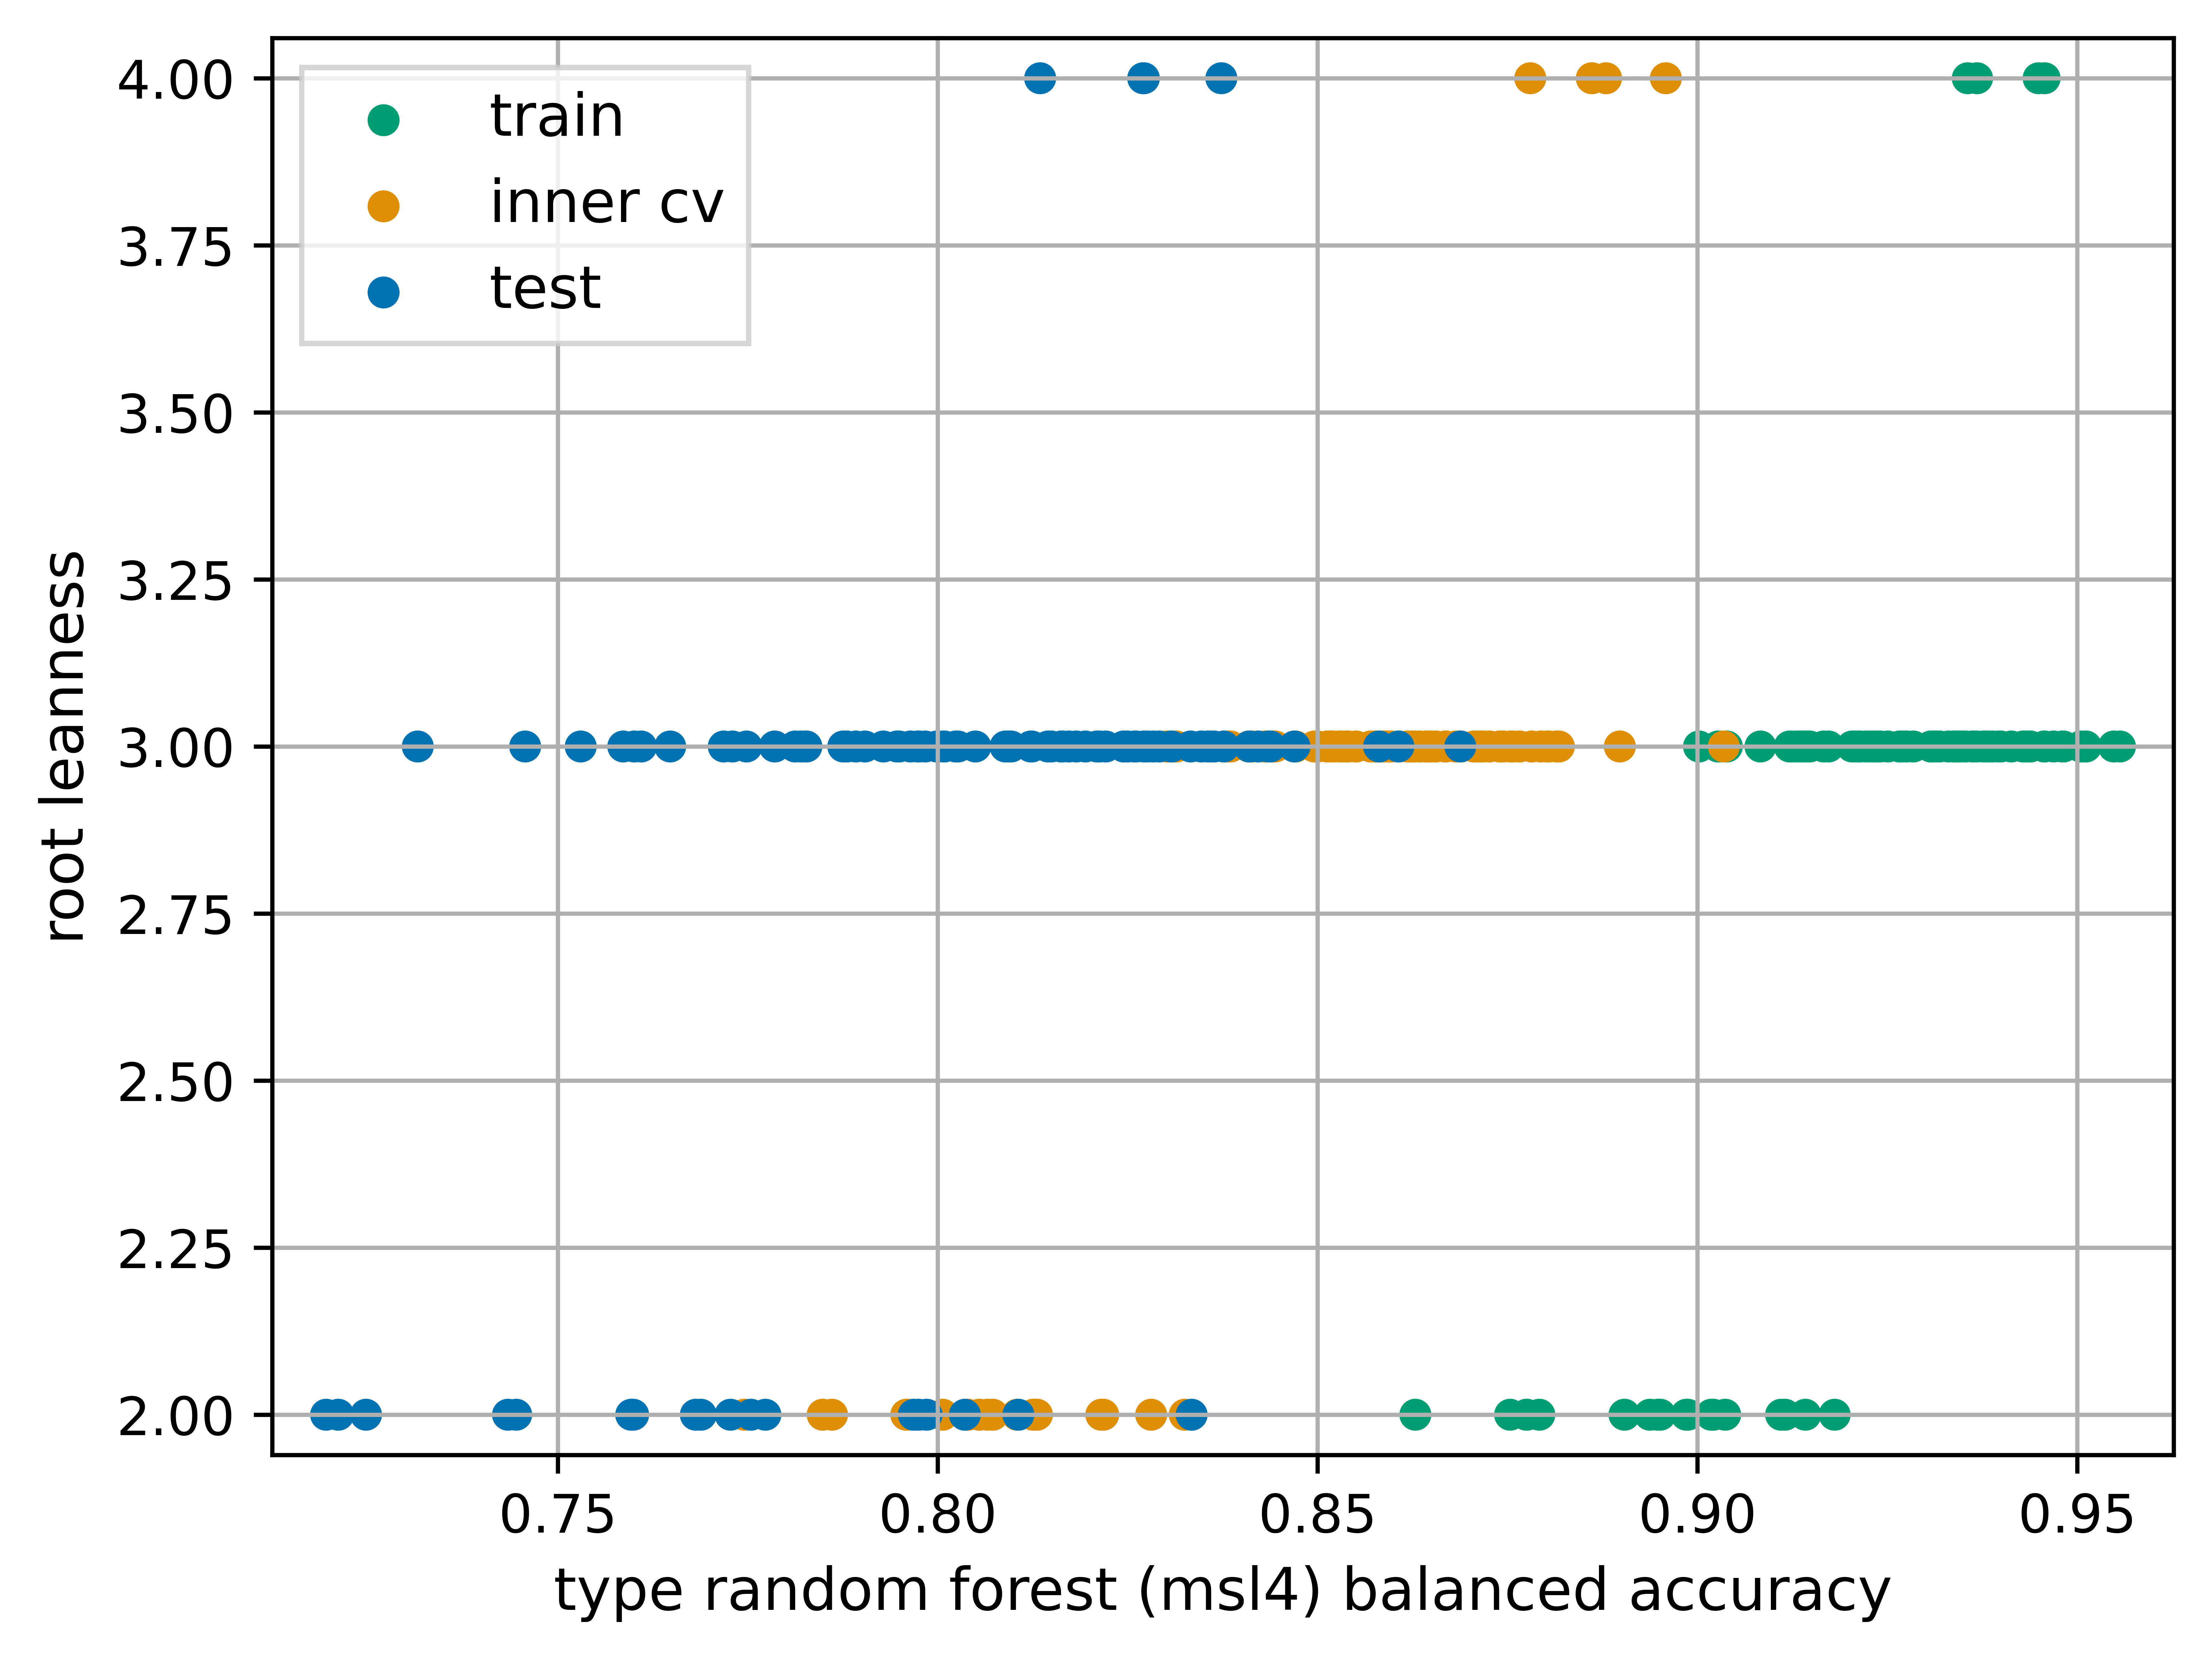 4.00
3.75
3.50
3.25
3.00
2.75
2.50
2.25
2.00
root leanness
train
inner cv
test
0.75 0.80 0.85 0.90 0.95
type random forest (msl4) balanced accuracy